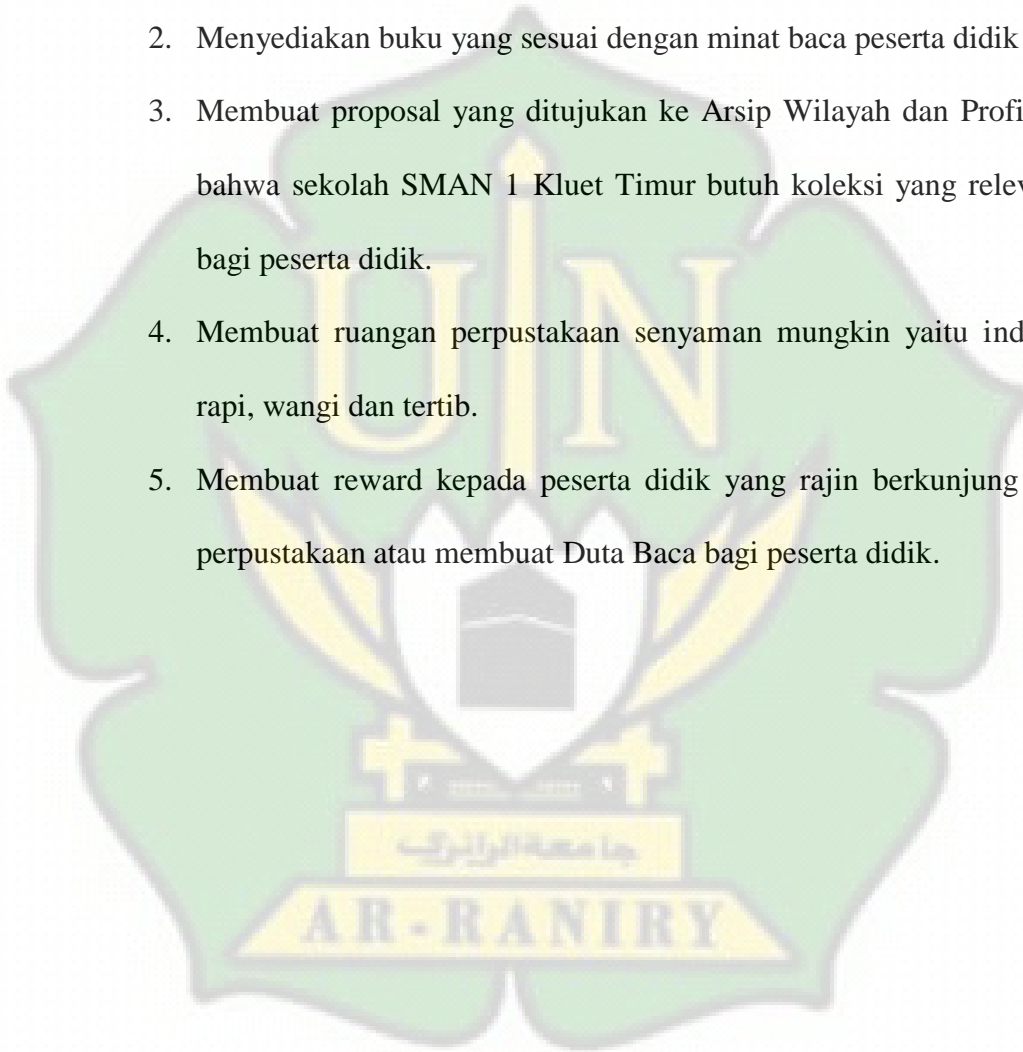 2. Menyediakan buku yang sesuai dengan minat baca peserta didik
3. Membuat proposal yang ditujukan ke Arsip Wilayah dan
bahwa sekolah SMAN 1 Kluet Timur butuh koleksi yang
bagi peserta didik.
4. Membuat ruangan perpustakaan senyaman mungkin yaitu
rapi, wangi dan tertib.
5. Membuat reward kepada peserta didik yang rajin berkunjung
perpustakaan atau membuat Duta Baca bagi peserta didik.
UIN
جامعة الرانري
AR-RANIRY